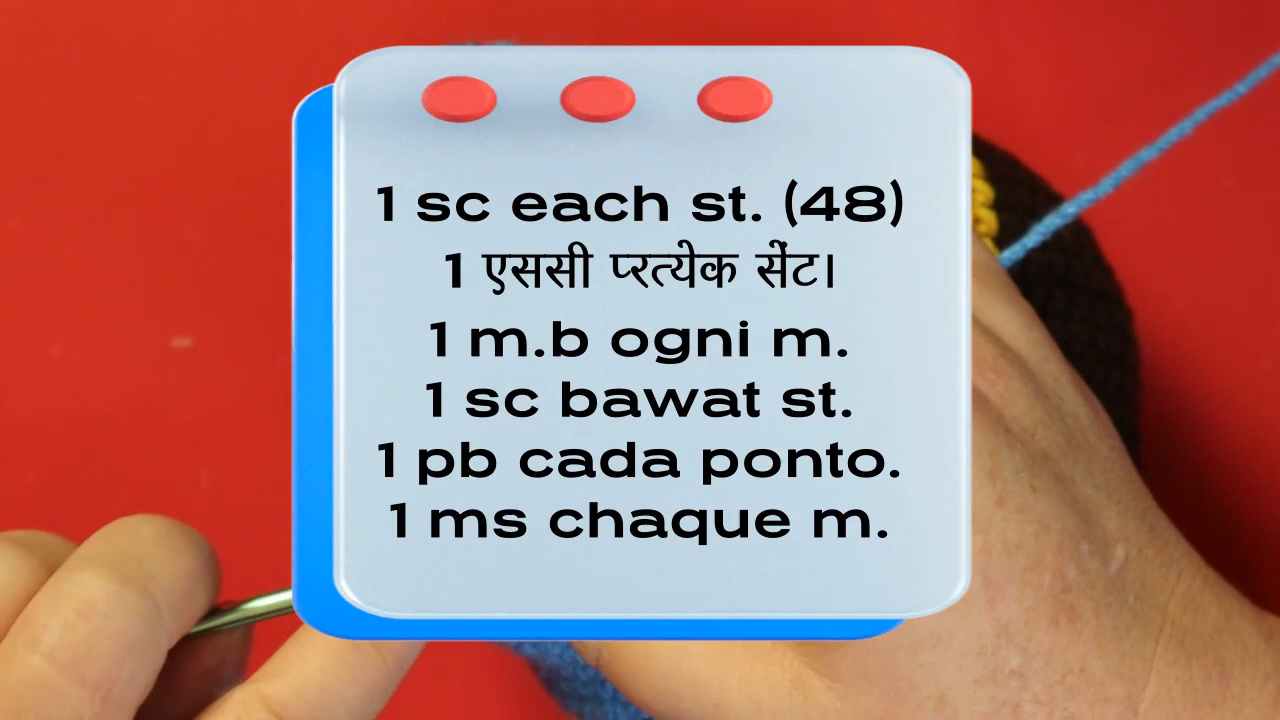 1 sc each st. (48)
1 एससी प्रत्येक सेंट।
1 m.b ogni m.
1 sc bawat st.
1 pb cada ponto.
1 ms chaque m.